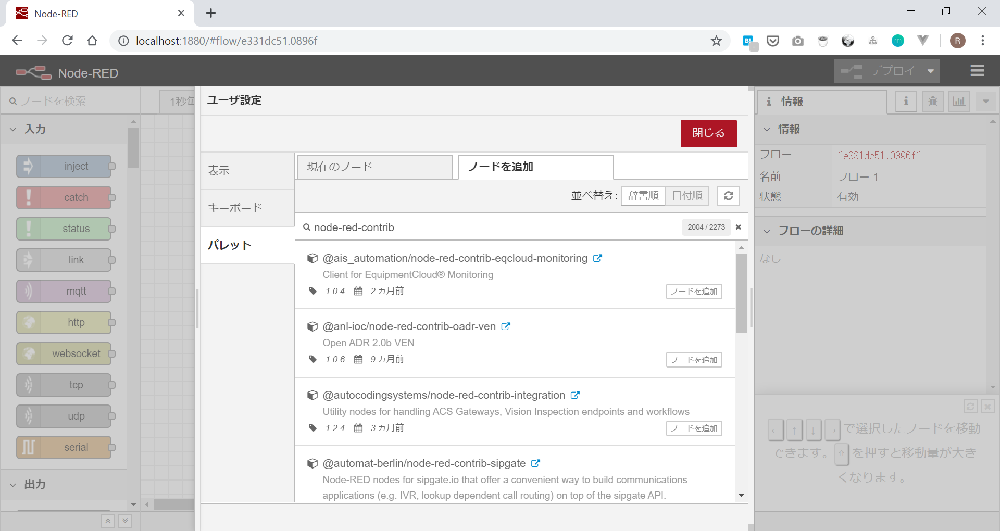 Node-RED
localhost:1880/#flow/e331dc51.0896f
R
Node-RED
デプロイ
ノードを検索
1秒毎
ユーザ設定
情報
入力
閉じる
情報
inject
catch
status
link
mqtt
http
websocket
tcp
udp
serial
出力
表示
キーボード
パレット
現在のノード
ノードを追加
並べ替え: 辞書順 日付順
node-red-contrib
2004 / 2273
@ais_automation/node-red-contrib-eqcloud-monitoring
Client for EquipmentCloud® Monitoring
1.0.4 2 カ月前
ノードを追加
@anl-ioc/node-red-contrib-oadr-ven
Open ADR 2.0b VEN
1.0.6 9 カ月前
ノードを追加
@autocodingsystems/node-red-contrib-integration
Utility nodes for handling ACS Gateways, Vision Inspection endpoints and workflows
1.2.4 3 カ月前
ノードを追加
@automat-berlin/node-red-contrib-sipgate
Node-RED nodes for sipgate.io that offer a convenient way to build communications
applications (e.g. IVR, lookup dependent call routing) on top of the sipgate API.
フロー "e331dc51.0896f"
名前 フロー 1
状態 有効
フローの詳細
なし
← ↑ ↓ → で選択したノードを移動
できます。⇧ を押すと移動量が大き
くなります。